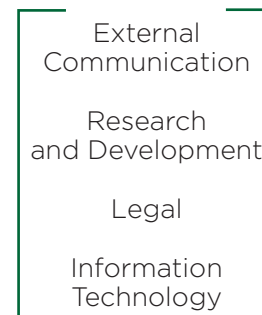 External
Communication
Research
and Development
Legal
Information
Technology